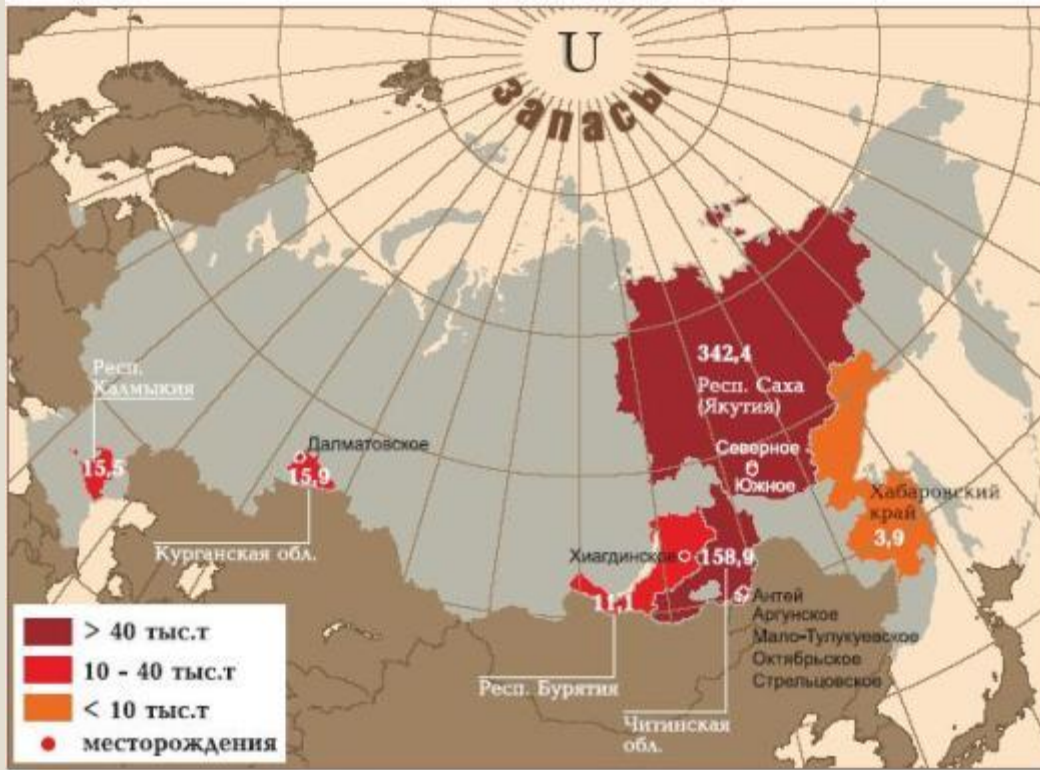 U
запасы
342,4
Респ. Саха
(Якутия)
Северное
Южное
Респ.
Калмыкия
15,5
Далматовское
15,9
Курганская обл.
Хабаровский
край
3,9
Хиагдинское
158,9
11,1
Антей
Аргунское
Мало-Тулукуевское
Октябрьское
Стрельцовское
Респ. Бурятия
Читинская
обл.
> 40 тыс.т
10 - 40 тыс.т
< 10 тыс.т
месторождения